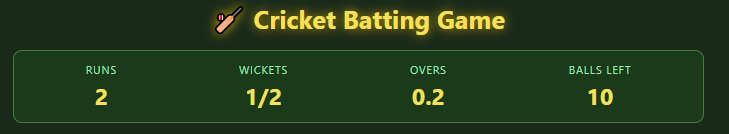 Cricket Batting Game
RUNS WICKETS OVERS BALLS LEFT
2 1/2 0.2 10